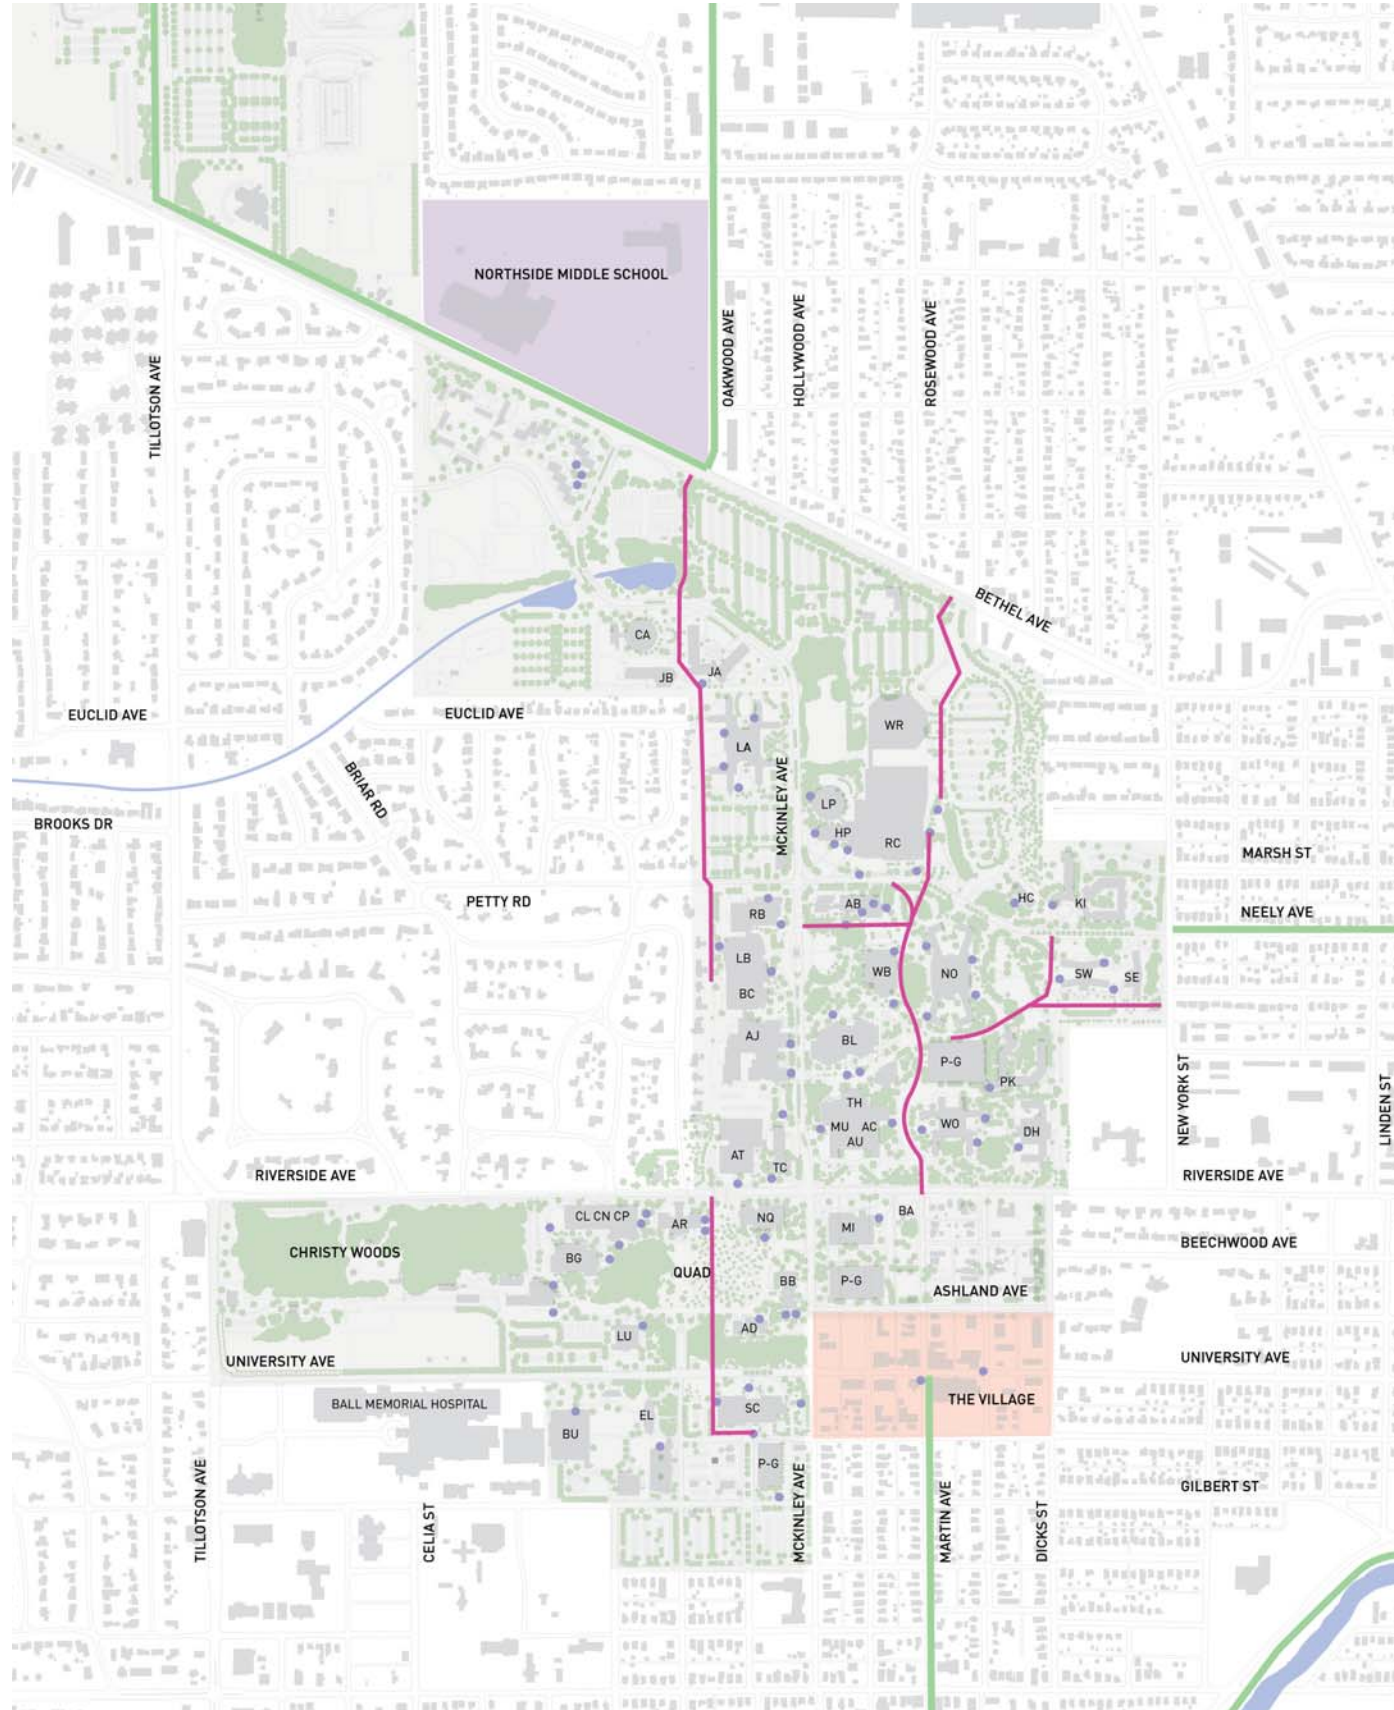 NORTHSIDE MIDDLE SCHOOL
OAKWOOD AVE
HOLLYWOOD AVE
ROSEWOOD AVE
TILLOTSON AVE
BETHEL AVE
CA
JB
JA
EUCLID AVE
EUCLID AVE
WR
LA
BRIAR RD
MCKINLEY AVE
LP
BROOKS DR
HP
RC
MARSH ST
PETTY RD
AB
HC
KI
RB
NEELY AVE
LB
WB
NO
SW
SE
BC
AJ
BL
P-G
PK
NEW YORK ST
LINDEN ST
TH
MU
AC
AU
WO
DH
AT
TC
RIVERSIDE AVE
RIVERSIDE AVE
CL CN CP
AR
NQ
MI
BA
BEECHWOOD AVE
CHRISTY WOODS
BG
QUAD
BB
P-G
ASHLAND AVE
LU
AD
UNIVERSITY AVE
UNIVERSITY AVE
BALL MEMORIAL HOSPITAL
EL
SC
THE VILLAGE
BU
P-G
GILBERT ST
TILLOTSON AVE
CELIA ST
MCKINLEY AVE
MARTIN AVE
DICKS ST